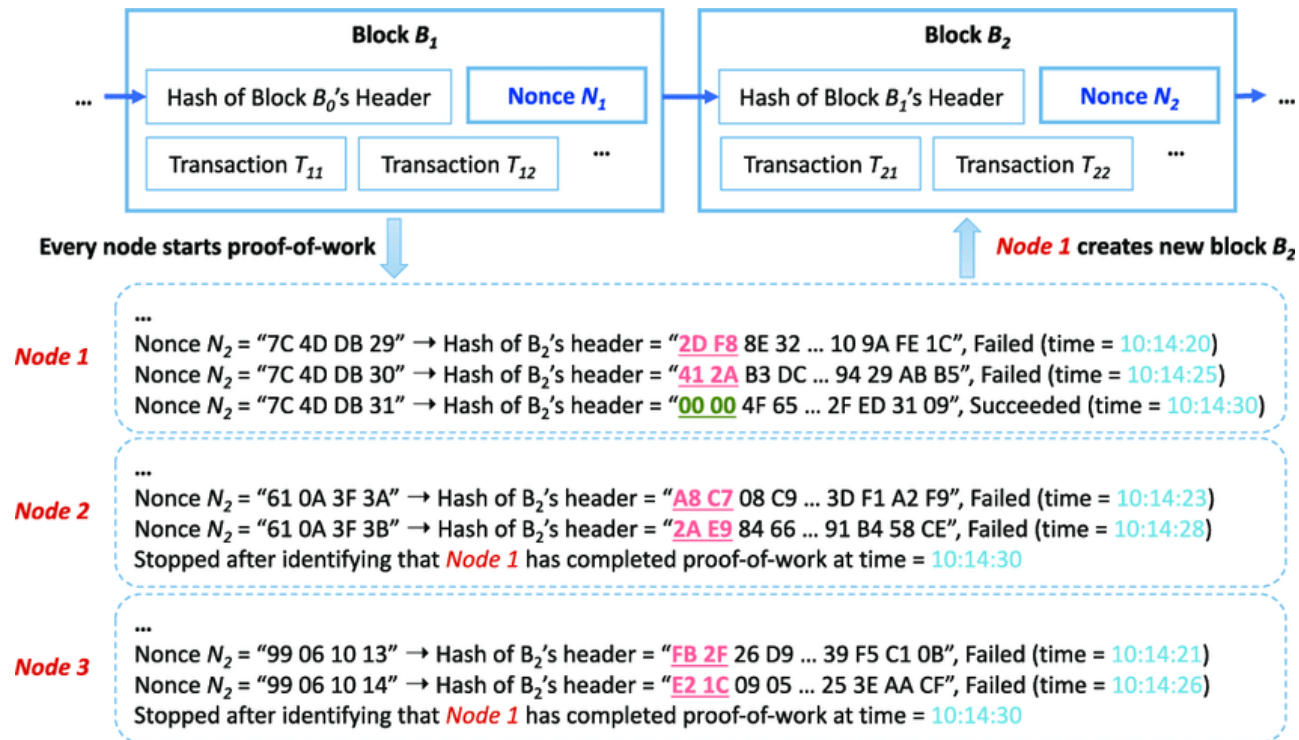 Block B₁
Block B₂
...
Hash of Block B₀'s Header
Nonce N₁
Hash of Block B₁'s Header
Nonce N₂
...
Transaction T₁₁
Transaction T₁₂
...
Transaction T₂₁
Transaction T₂₂
...
Every node starts proof-of-work
Node 1 creates new block B₂
Node 1
...
Nonce N₂ = “7C 4D DB 29” → Hash of B₂'s header = “2D F8 8E 32 ... 10 9A FE 1C”, Failed (time = 10:14:20)
Nonce N₂ = “7C 4D DB 30” → Hash of B₂'s header = “41 2A B3 DC ... 94 29 AB B5”, Failed (time = 10:14:25)
Nonce N₂ = “7C 4D DB 31” → Hash of B₂'s header = “00 00 4F 65 ... 2F ED 31 09”, Succeeded (time = 10:14:30)
Node 2
...
Nonce N₂ = “61 0A 3F 3A” → Hash of B₂'s header = “A8 C7 08 C9 ... 3D F1 A2 F9”, Failed (time = 10:14:23)
Nonce N₂ = “61 0A 3F 3B” → Hash of B₂'s header = “2A E9 84 66 ... 91 B4 58 CE”, Failed (time = 10:14:28)
Stopped after identifying that Node 1 has completed proof-of-work at time = 10:14:30
Node 3
...
Nonce N₂ = “99 06 10 13” → Hash of B₂'s header = “FB 2F 26 D9 ... 39 F5 C1 0B”, Failed (time = 10:14:21)
Nonce N₂ = “99 06 10 14” → Hash of B₂'s header = “E2 1C 09 05 ... 25 3E AA CF”, Failed (time = 10:14:26)
Stopped after identifying that Node 1 has completed proof-of-work at time = 10:14:30